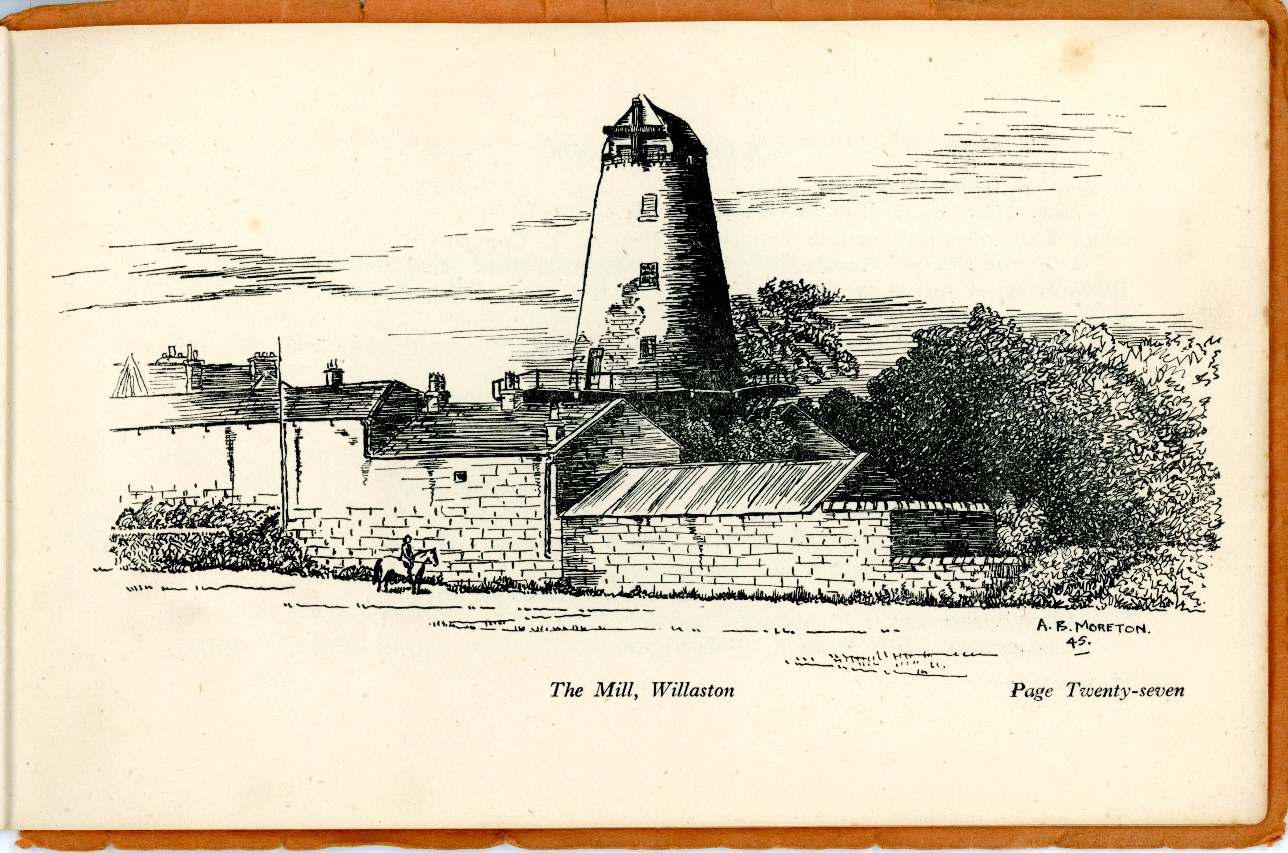 A. B. MORETON.
45.
The Mill, Willaston
Page Twenty-seven